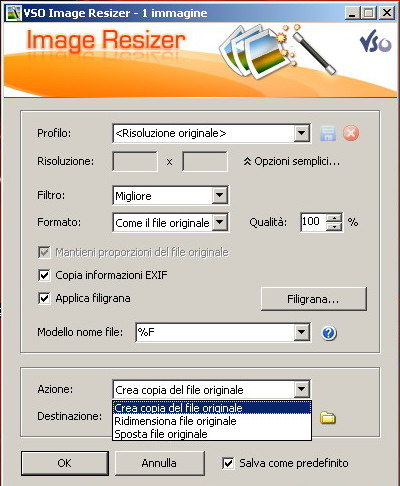 VSO Image Resizer - 1 immagine
Image Resizer
VSO
Profilo: <Risoluzione originale>
Risoluzione: x Opzioni semplici...
Filtro: Migliore
Formato: Come il file originale Qualità: 100 %
Mantieni proporzioni del file originale
Copia informazioni EXIF
Applica filigrana Filigrana...
Modello nome file: %F ?
Azione: Crea copia del file originale
Crea copia del file originale
Destinazione: Ridimensiona file originale
Sposta file originale
OK Annulla Salva come predefinito